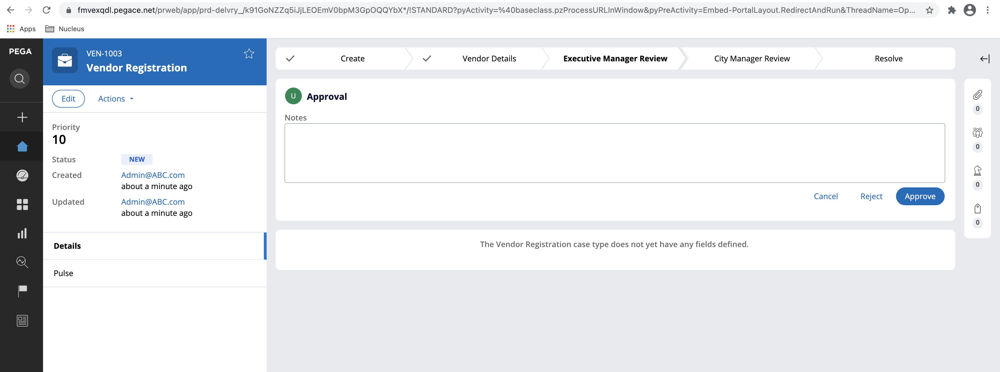 fmvexqdl.pegace.net/prweb/app/prd-delvry_/k91GoNZZq5iJjLEOEmV0bpM3GpOQQYbX*/!STANDARD?pyActivity=%40baseclass.pzProcessURLInWindow&pyPreActivity=Embed-PortalLayout.RedirectAndRun&ThreadName=Op...
Apps Nucleus
PEGA
VEN-1003
Vendor Registration
Edit Actions
Priority
10
Status NEW
Created Admin@ABC.com
about a minute ago
Updated Admin@ABC.com
about a minute ago
Details
Pulse
Create Vendor Details Executive Manager Review City Manager Review Resolve
U Approval
Notes
Cancel Reject Approve
The Vendor Registration case type does not yet have any fields defined.
0
0
0
0